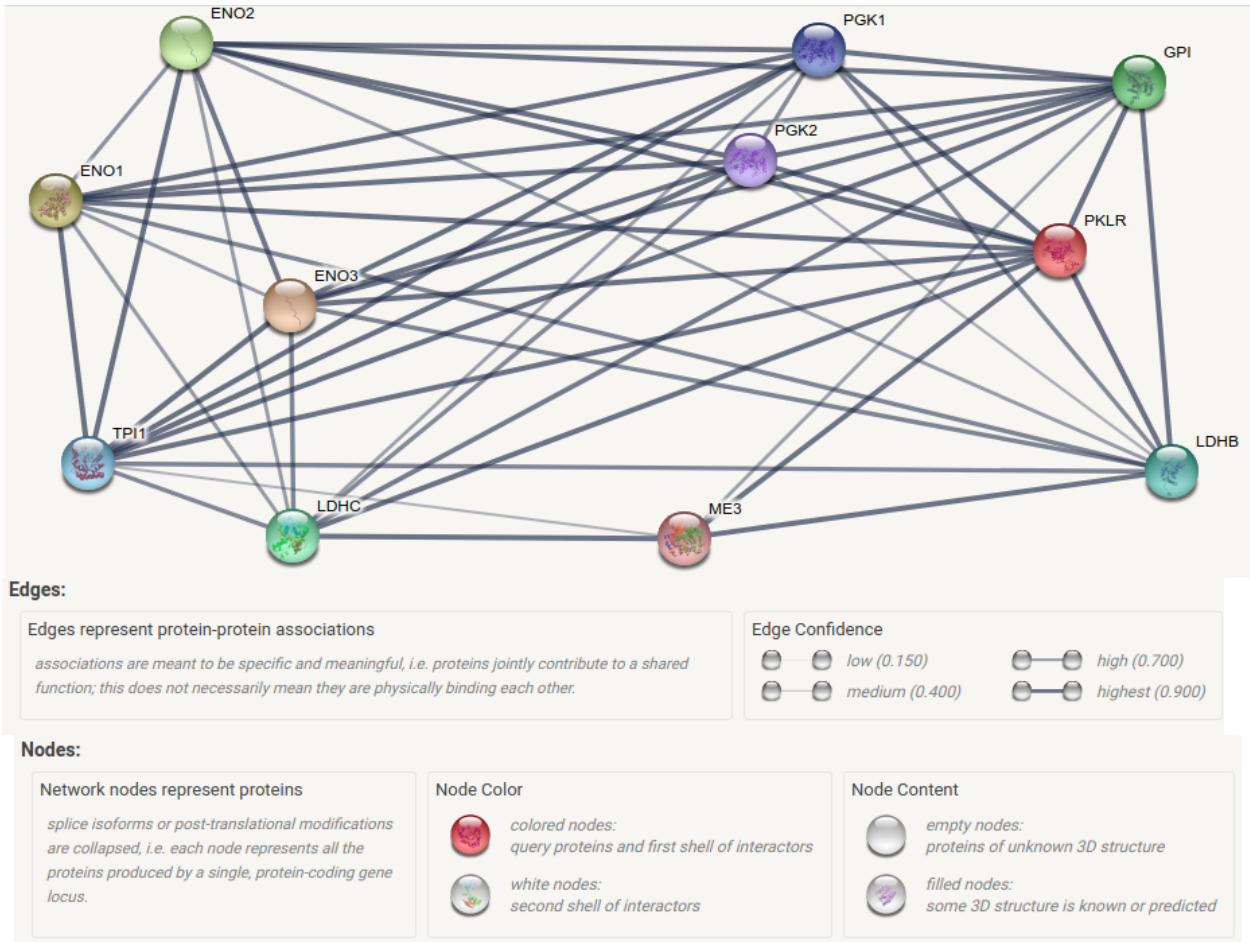 ENO2
PGK1
GPI
PGK2
ENO1
PKLR
ENO3
TPI1
LDHB
LDHC
ME3
Edges:
Edges represent protein-protein associations
associations are meant to be specific and meaningful, i.e. proteins jointly contribute to a shared
function; this does not necessarily mean they are physically binding each other.
Edge Confidence
low (0.150)
high (0.700)
medium (0.400)
highest (0.900)
Nodes:
Network nodes represent proteins
splice isoforms or post-translational modifications
are collapsed, i.e. each node represents all the
proteins produced by a single, protein-coding gene
locus.
Node Color
colored nodes:
query proteins and first shell of interactors
white nodes:
second shell of interactors
Node Content
empty nodes:
proteins of unknown 3D structure
filled nodes:
some 3D structure is known or predicted